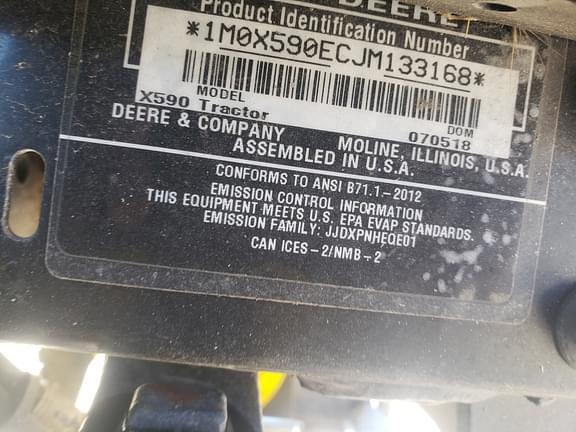 DEERE
Product Identification Number
*1M0X590ECJM133168*
MODEL
X590 Tractor
DOM
070518
DEERE & COMPANY MOLINE, ILLINOIS, U.S.A.
ASSEMBLED IN U.S.A.
CONFORMS TO ANSI B71.1-2012
EMISSION CONTROL INFORMATION
THIS EQUIPMENT MEETS U.S. EPA EVAP STANDARDS.
EMISSION FAMILY: JJDXPNHEQE01
CAN ICES-2/NMB-2